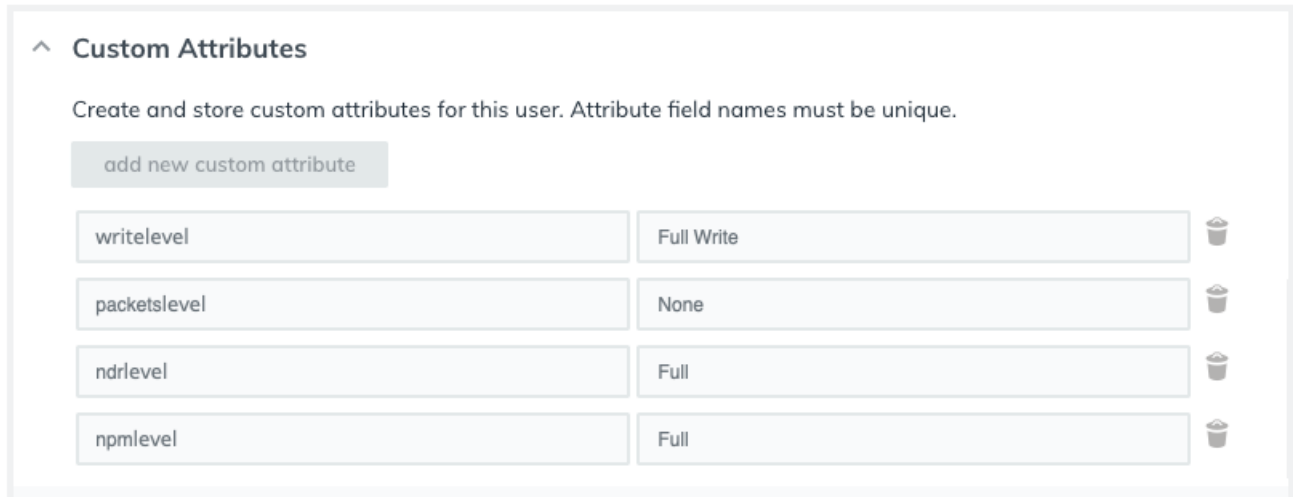 Custom Attributes
Create and store custom attributes for this user. Attribute field names must be unique.
add new custom attribute
writelevel Full Write
packetslevel None
ndrlevel Full
npmlevel Full